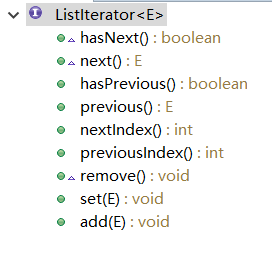 ListIterator<E>
hasNext() : boolean
next() : E
hasPrevious() : boolean
previous() : E
nextIndex() : int
previousIndex() : int
remove() : void
set(E) : void
add(E) : void